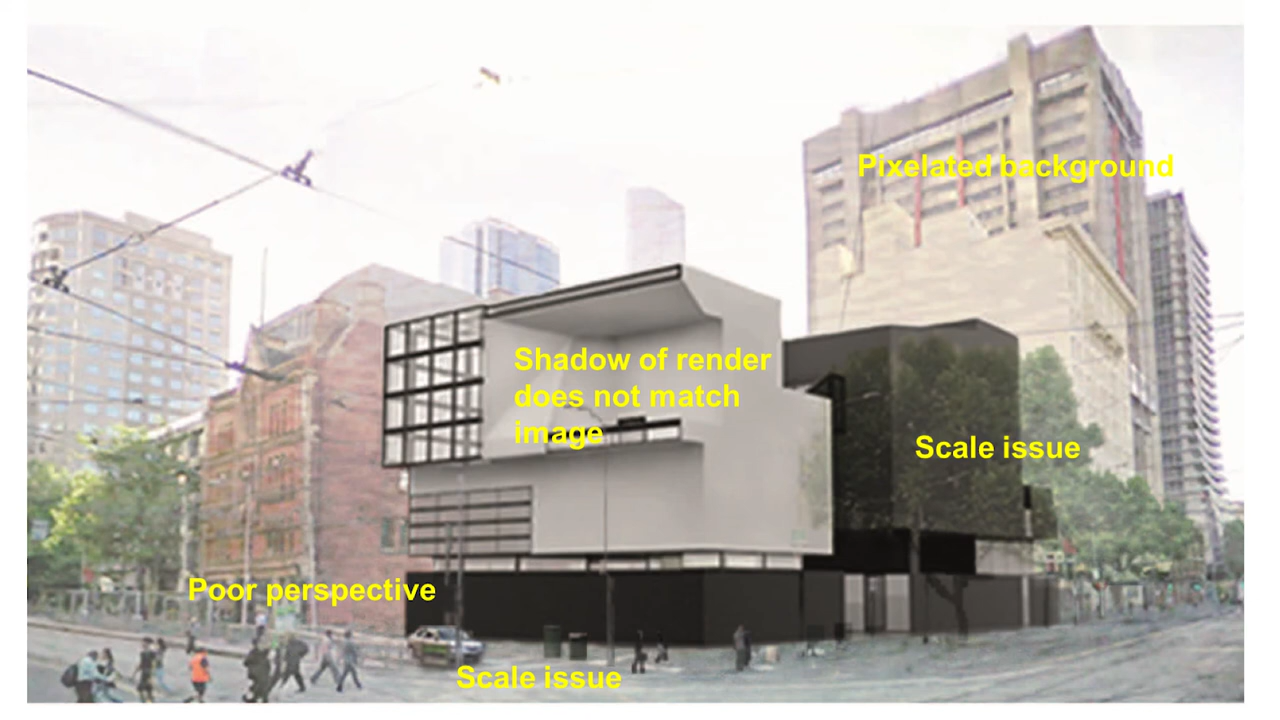 Pixelated background
Shadow of render
does not match
image
Scale issue
Poor perspective
Scale issue